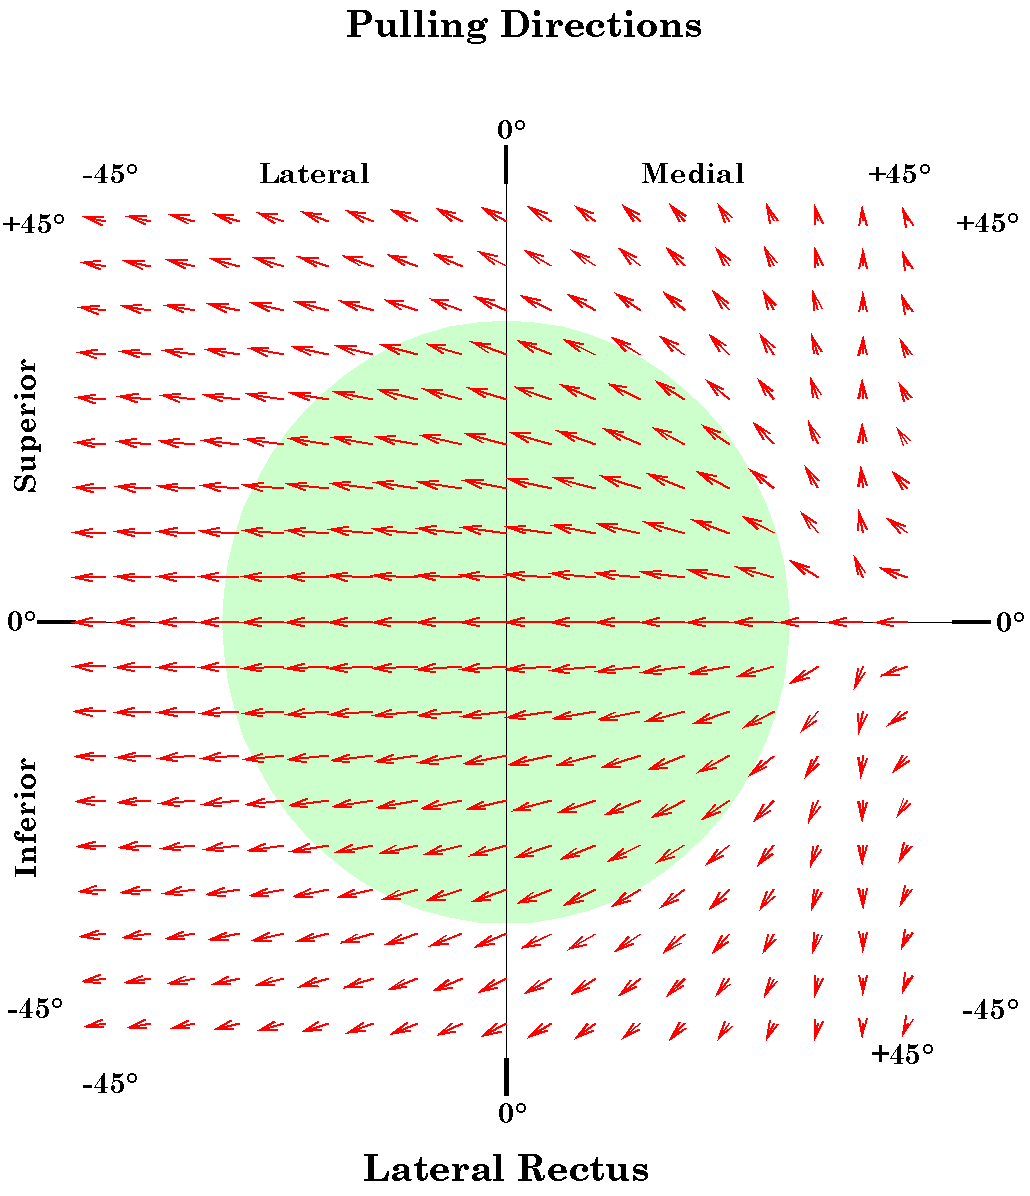 Pulling Directions
0°
-45° Lateral Medial +45°
+45° +45°
Superior
0° 0°
Inferior
-45° -45°
+45°
-45°
0°
Lateral Rectus